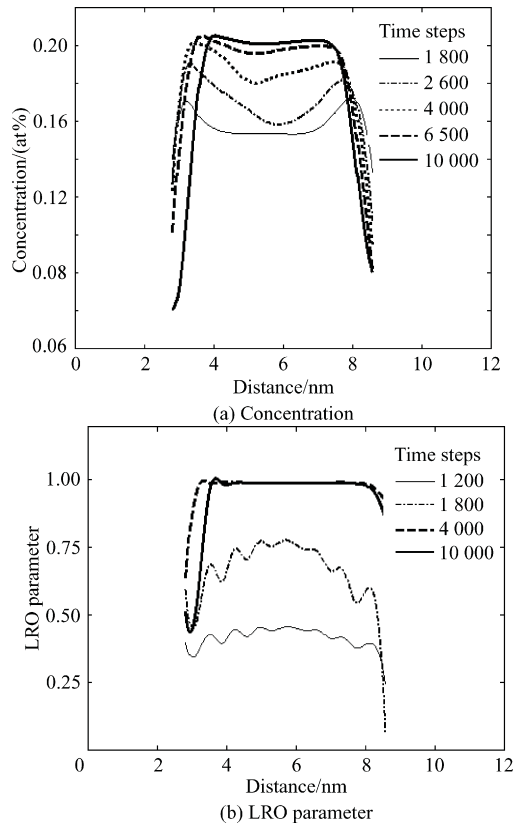 Time steps
1 800
2 600
4 000
6 500
10 000
0.20
0.16
0.12
0.08
0.06
Concentration/(at%)
0 2 4 6 8 10 12
Distance/nm
(a) Concentration
Time steps
1 200
1 800
4 000
10 000
1.00
0.75
0.50
0.25
LRO parameter
0 2 4 6 8 10 12
Distance/nm
(b) LRO parameter